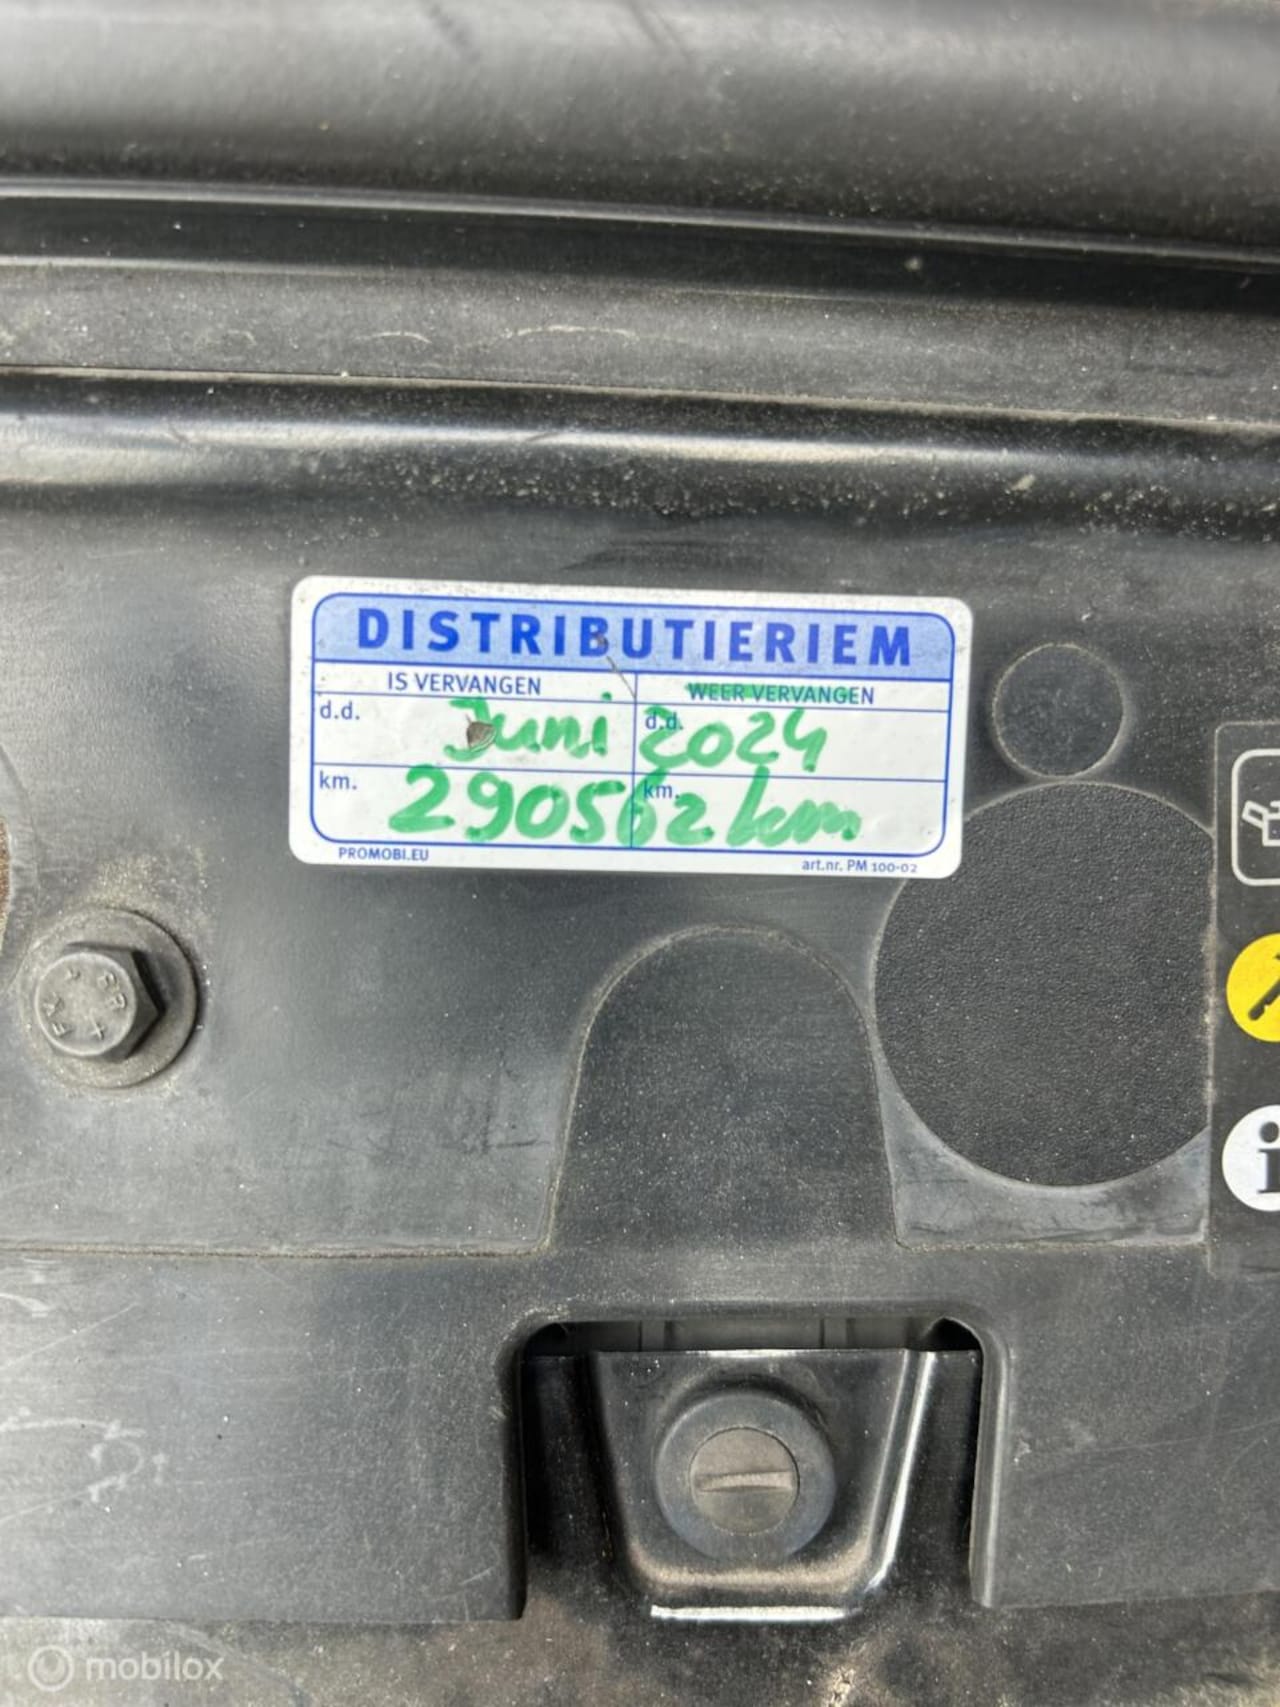 DISTRIBUTIERIEM
IS VERVANGEN WEER VERVANGEN
d.d. Juni d.d. 2024
km. 290562 km. km
PROMOBI.EU art.nr. PM 100-02
i
mobilox